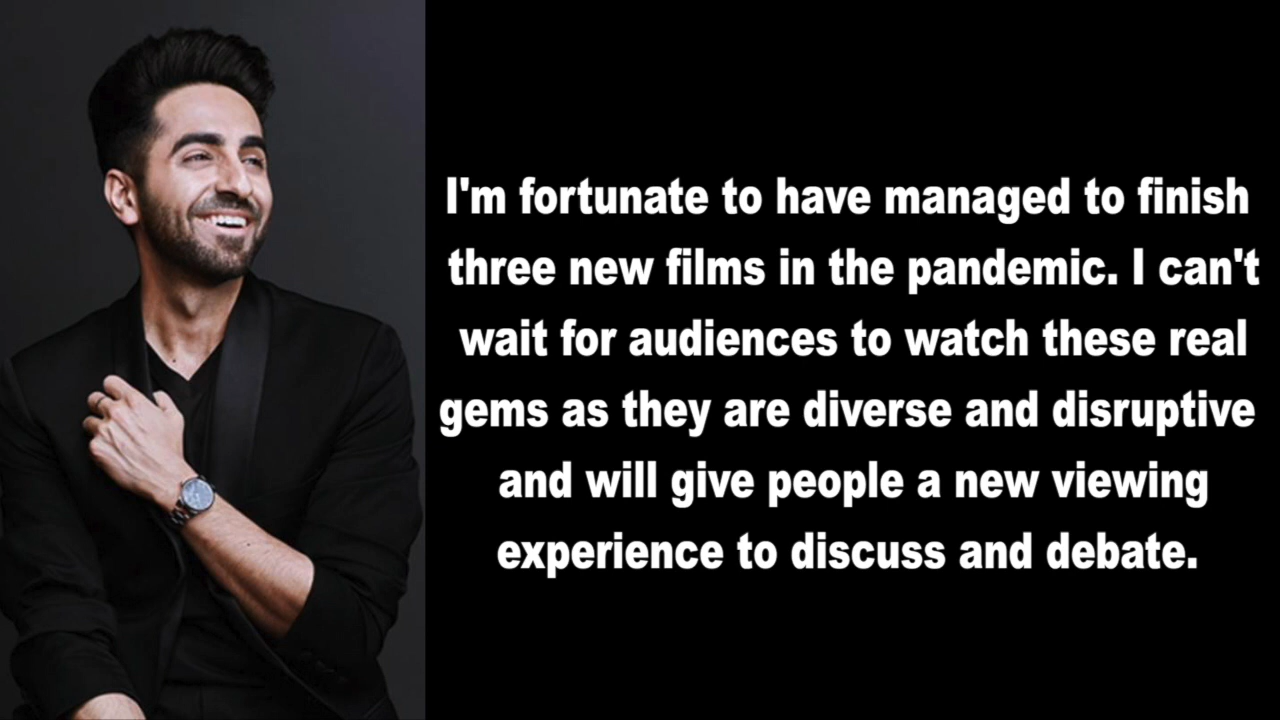 I'm fortunate to have managed to finish
three new films in the pandemic. I can't
wait for audiences to watch these real
gems as they are diverse and disruptive
and will give people a new viewing
experience to discuss and debate.